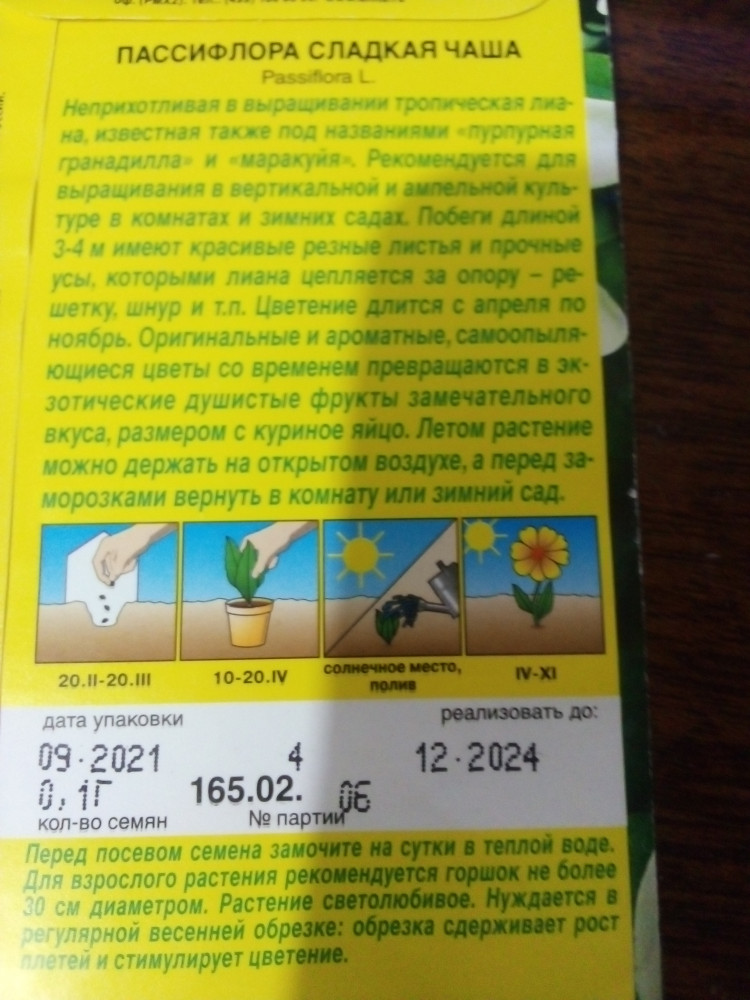 ПАССИФЛОРА СЛАДКАЯ ЧАША
Passiflora L.
Неприхотливая в выращивании тропическая лиа-
на, известная также под названиями «пурпурная
гранадилла» и «маракуйя». Рекомендуется для
выращивания в вертикальной и ампельной куль-
туре в комнатах и зимних садах. Побеги длиной
3-4 м имеют красивые резные листья и прочные
усы, которыми лиана цепляется за опору – ре-
шетку, шнур и т.п. Цветение длится с апреля по
ноябрь. Оригинальные и ароматные, самоопыля-
ющиеся цветы со временем превращаются в эк-
зотические душистые фрукты замечательного
вкуса, размером с куриное яйцо. Летом растение
можно держать на открытом воздухе, а перед за-
морозками вернуть в комнату или зимний сад.
20.II-20.III
10-20.IV
солнечное место,
полив
IV-XI
дата упаковки
реализовать до:
09·2021 4 12·2024
0,1Г 165.02. 06
кол-во семян № партии
Перед посевом семена замочите на сутки в теплой воде.
Для взрослого растения рекомендуется горшок не более
30 см диаметром. Растение светолюбивое. Нуждается в
регулярной весенней обрезке: обрезка сдерживает рост
плетей и стимулирует цветение.